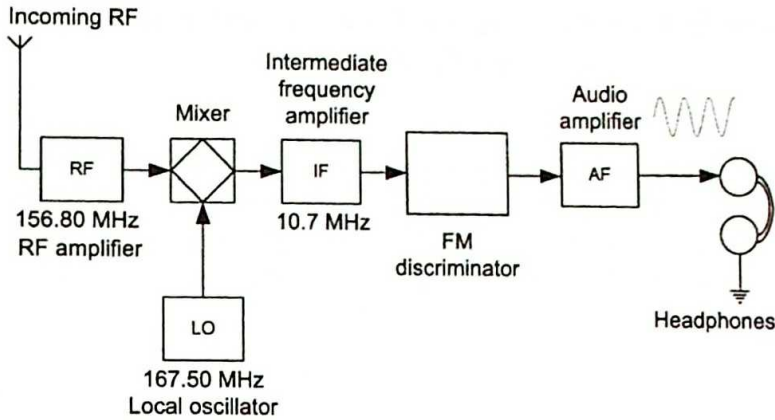 Incoming RF
Intermediate
frequency
amplifier
Mixer
Audio
amplifier
RF
IF
AF
156.80 MHz
RF amplifier
10.7 MHz
FM
discriminator
LO
Headphones
167.50 MHz
Local oscillator